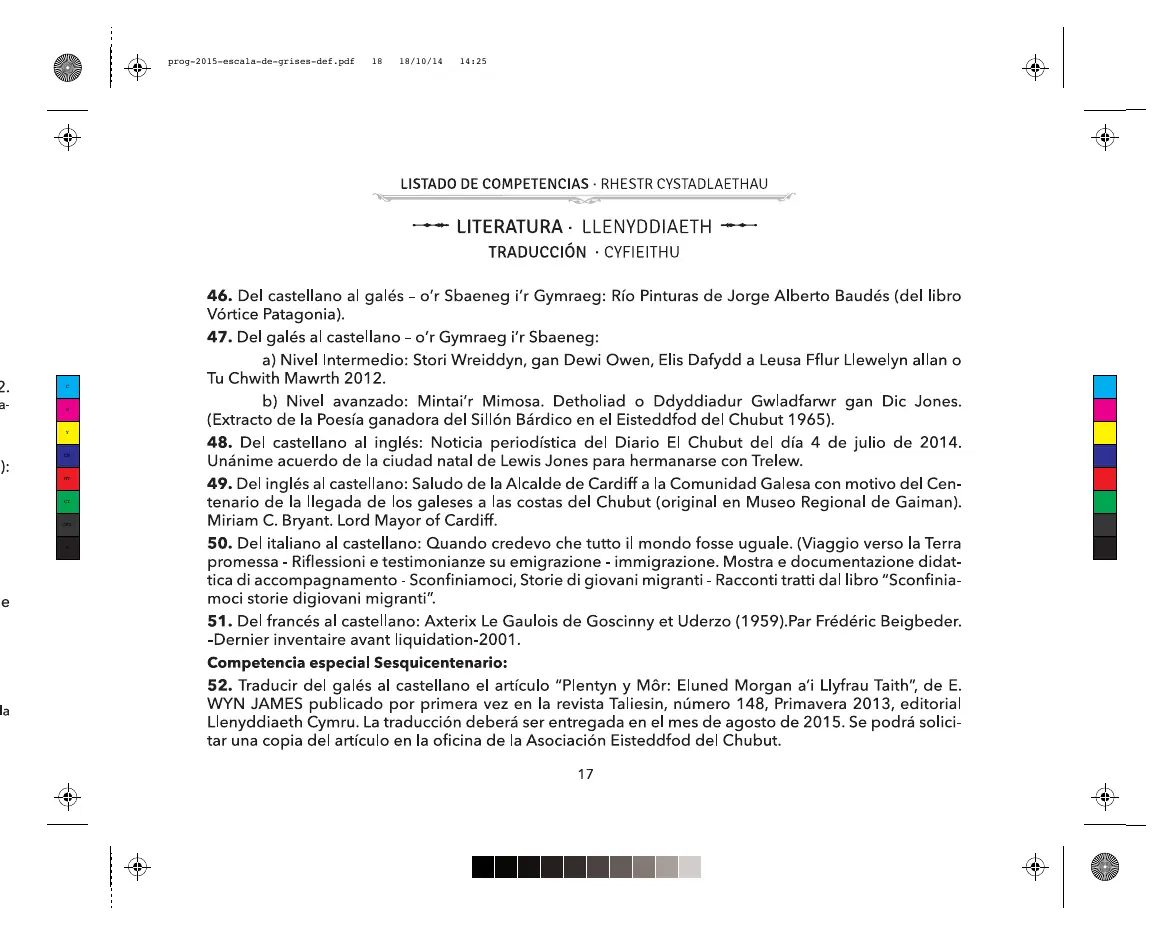 prog-2015-escala-de-grises-def.pdf 18 18/10/14 14:25
LISTADO DE COMPETENCIAS · RHESTR CYSTADLAETHAU
LITERATURA · LLENYDDIAETH
TRADUCCIÓN · CYFIEITHU
46. Del castellano al galés – o’r Sbaeneg i’r Gymraeg: Río Pinturas de Jorge Alberto Baudés (del libro
Vórtice Patagonia).
47. Del galés al castellano – o’r Gymraeg i’r Sbaeneg:
a) Nivel Intermedio: Stori Wreiddyn, gan Dewi Owen, Elis Dafydd a Leusa Fflur Llewelyn allan o
Tu Chwith Mawrth 2012.
b) Nivel avanzado: Mintai’r Mimosa. Detholiad o Ddyddiadur Gwladfarwr gan Dic Jones.
(Extracto de la Poesía ganadora del Sillón Bárdico en el Eisteddfod del Chubut 1965).
48. Del castellano al inglés: Noticia periodística del Diario El Chubut del día 4 de julio de 2014.
Unánime acuerdo de la ciudad natal de Lewis Jones para hermanarse con Trelew.
49. Del inglés al castellano: Saludo de la Alcalde de Cardiff a la Comunidad Galesa con motivo del Cen-
tenario de la llegada de los galeses a las costas del Chubut (original en Museo Regional de Gaiman).
Miriam C. Bryant. Lord Mayor of Cardiff.
50. Del italiano al castellano: Quando credevo che tutto il mondo fosse uguale. (Viaggio verso la Terra
promessa - Riflessioni e testimonianze su emigrazione - immigrazione. Mostra e documentazione didat-
tica di accompagnamento - Sconfiniamoci, Storie di giovani migranti - Racconti tratti dal libro “Sconfinia-
moci storie digiovani migranti”.
51. Del francés al castellano: Axterix Le Gaulois de Goscinny et Uderzo (1959).Par Frédéric Beigbeder.
-Dernier inventaire avant liquidation-2001.
Competencia especial Sesquicentenario:
52. Traducir del galés al castellano el artículo “Plentyn y Môr: Eluned Morgan a’i Llyfrau Taith”, de E.
WYN JAMES publicado por primera vez en la revista Taliesin, número 148, Primavera 2013, editorial
Llenyddiaeth Cymru. La traducción deberá ser entregada en el mes de agosto de 2015. Se podrá solici-
tar una copia del artículo en la oficina de la Asociación Eisteddfod del Chubut.
17
2.
a-
):
e
la